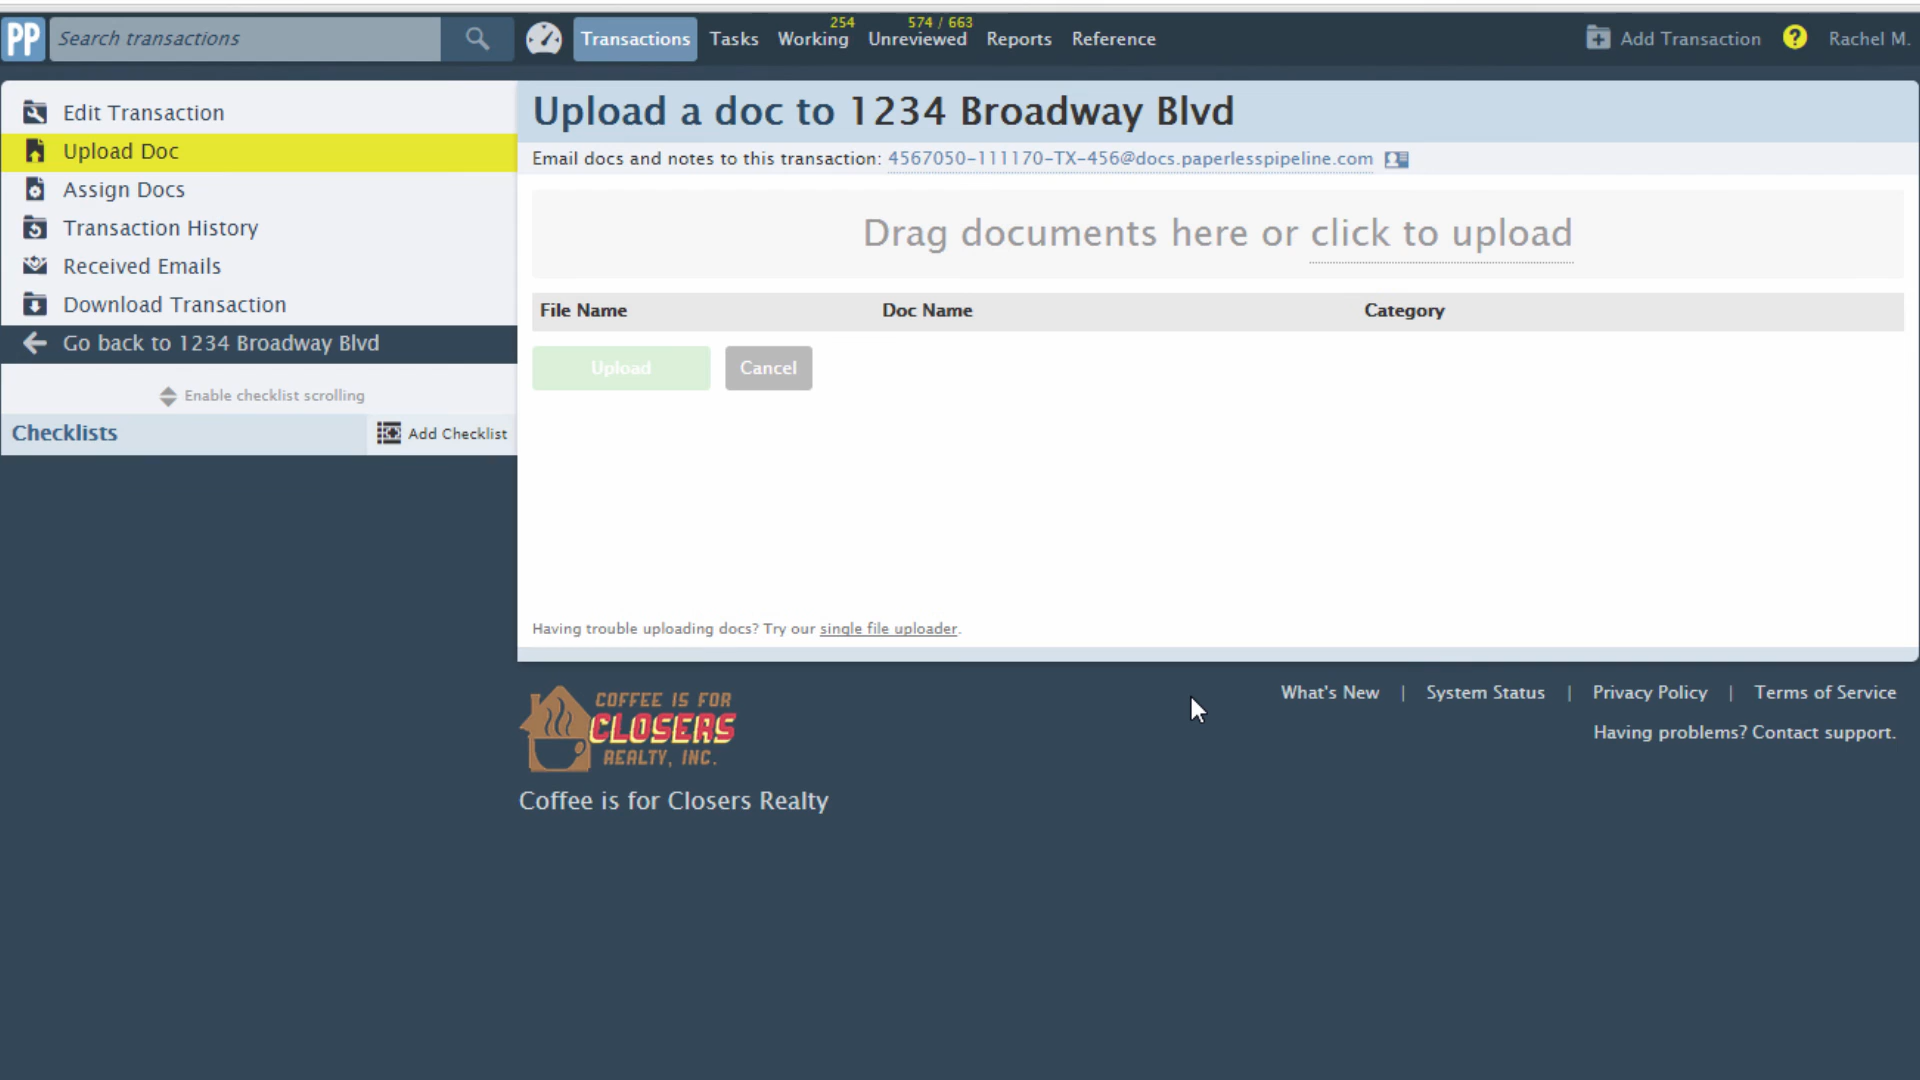 PP
Search transactions
Transactions
Tasks
254
Working
574 / 663
Unreviewed
Reports
Reference
Add Transaction
?
Rachel M.
Edit Transaction
Upload Doc
Assign Docs
Transaction History
Received Emails
Download Transaction
Go back to 1234 Broadway Blvd
Enable checklist scrolling
Checklists
Add Checklist
Upload a doc to 1234 Broadway Blvd
Email docs and notes to this transaction: 4567050-111170-TX-456@docs.paperlesspipeline.com
Drag documents here or click to upload
File Name Doc Name Category
Upload Cancel
Having trouble uploading docs? Try our single file uploader.
COFFEE IS FOR
CLOSERS
REALTY, INC.
Coffee is for Closers Realty
What's New | System Status | Privacy Policy | Terms of Service
Having problems? Contact support.